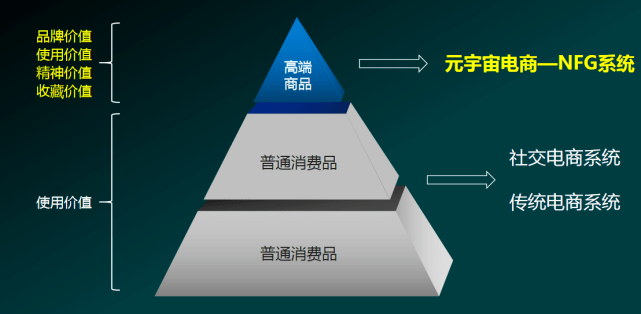 品牌价值
使用价值
精神价值
收藏价值
高端
商品
元宇宙电商—NFG系统
普通消费品
使用价值
社交电商系统
传统电商系统
普通消费品